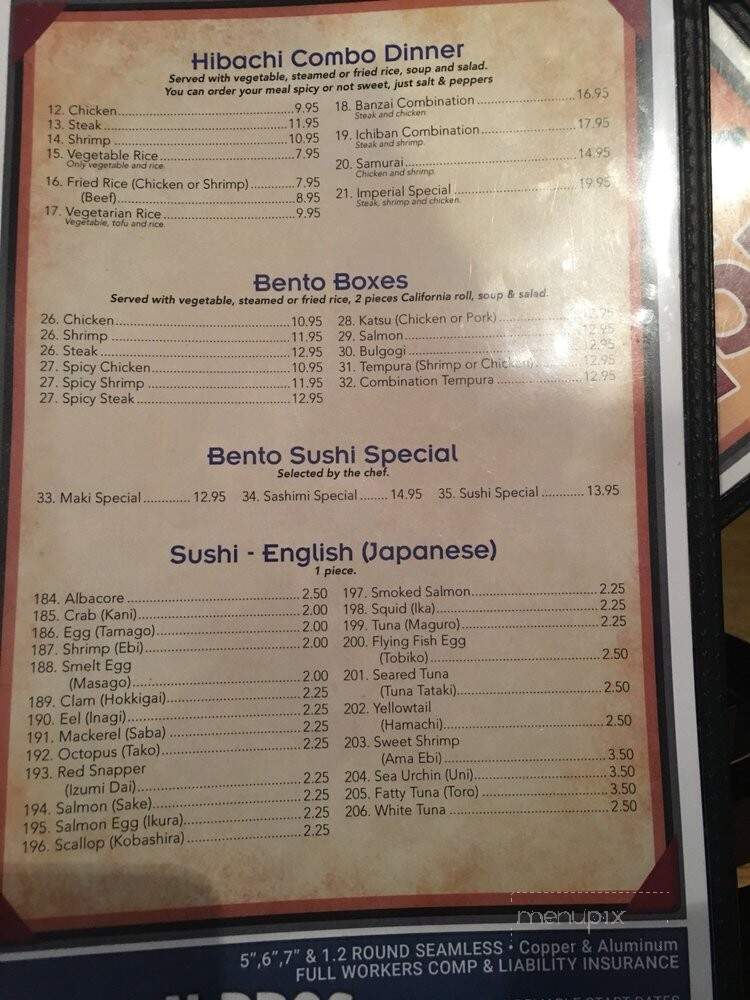 Hibachi Combo Dinner
Served with vegetable, steamed or fried rice, soup and salad.
You can order your meal spicy or not sweet, just salt & peppers
12. Chicken 9.95
13. Steak 11.95
14. Shrimp 10.95
15. Vegetable Rice 7.95
Only vegetable and rice.
16. Fried Rice (Chicken or Shrimp) 7.95
(Beef) 8.95
17. Vegetarian Rice 9.95
Vegetable, tofu and rice.
18. Banzai Combination 16.95
Steak and chicken
19. Ichiban Combination 17.95
Steak and shrimp
20. Samurai 14.95
Chicken and shrimp
21. Imperial Special 19.95
Steak, shrimp and chicken.
Bento Boxes
Served with vegetable, steamed or fried rice, 2 pieces California roll, soup & salad.
26. Chicken 10.95
26. Shrimp 11.95
26. Steak 12.95
27. Spicy Chicken 10.95
27. Spicy Shrimp 11.95
27. Spicy Steak 12.95
28. Katsu (Chicken or Pork)
29. Salmon 12.95
30. Bulgogi 12.95
31. Tempura (Shrimp or Chicken) 12.95
32. Combination Tempura 12.95
Bento Sushi Special
Selected by the chef.
33. Maki Special 12.95 34. Sashimi Special 14.95 35. Sushi Special 13.95
Sushi - English (Japanese)
1 piece.
184. Albacore 2.50
185. Crab (Kani) 2.00
186. Egg (Tamago) 2.00
187. Shrimp (Ebi) 2.00
188. Smelt Egg
(Masago) 2.00
189. Clam (Hokkigai) 2.25
190. Eel (Inagi) 2.25
191. Mackerel (Saba) 2.25
192. Octopus (Tako) 2.25
193. Red Snapper
(Izumi Dai) 2.25
194. Salmon (Sake) 2.25
195. Salmon Egg (Ikura) 2.25
196. Scallop (Kobashira) 2.25
197. Smoked Salmon 2.25
198. Squid (Ika) 2.25
199. Tuna (Maguro) 2.25
200. Flying Fish Egg
(Tobiko) 2.50
201. Seared Tuna
(Tuna Tataki) 2.50
202. Yellowtail
(Hamachi) 2.50
203. Sweet Shrimp
(Ama Ebi) 3.50
204. Sea Urchin (Uni) 3.50
205. Fatty Tuna (Toro) 3.50
206. White Tuna 2.50
menupix
5",6",7" & 1.2 ROUND SEAMLESS • Copper & Aluminum
FULL WORKERS COMP & LIABILITY INSURANCE